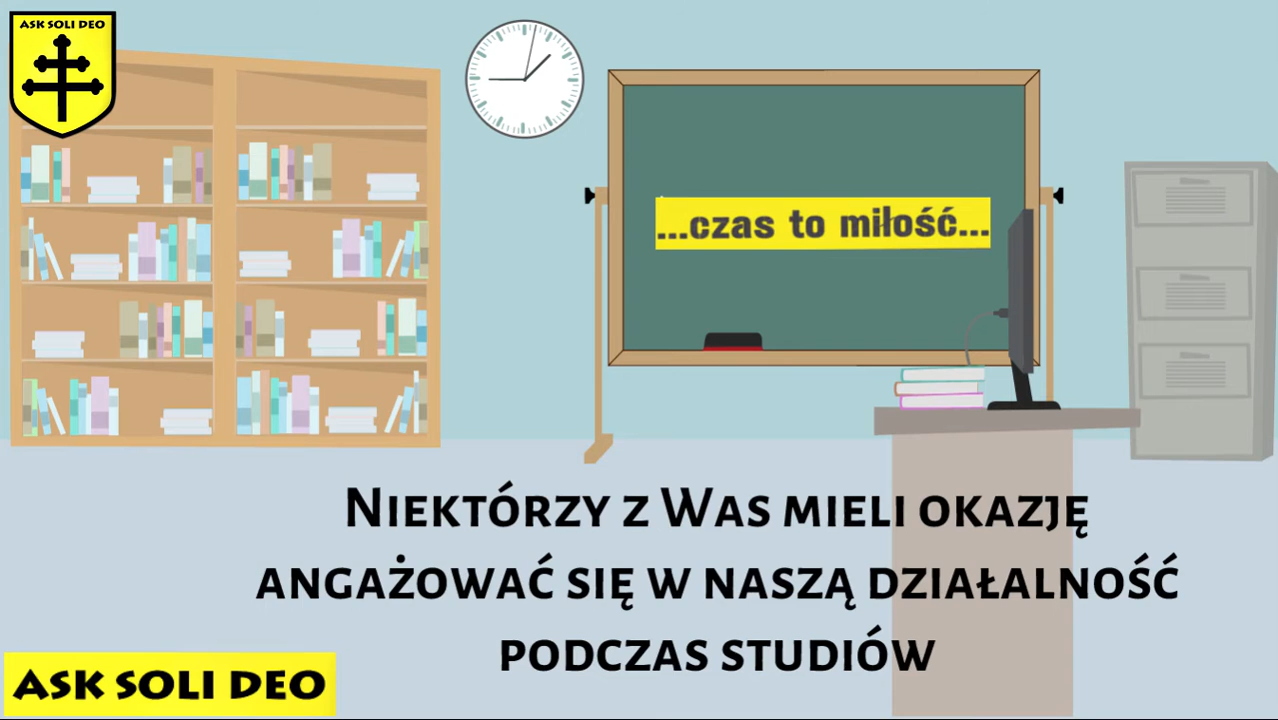 ASK SOLI DEO
...czas to miłość...
Niektórzy z Was mieli okazję
angażować się w naszą działalność
podczas studiów
ASK SOLI DEO